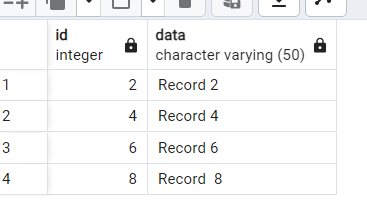 id data
integer character varying (50)
1 2 Record 2
2 4 Record 4
3 6 Record 6
4 8 Record  8